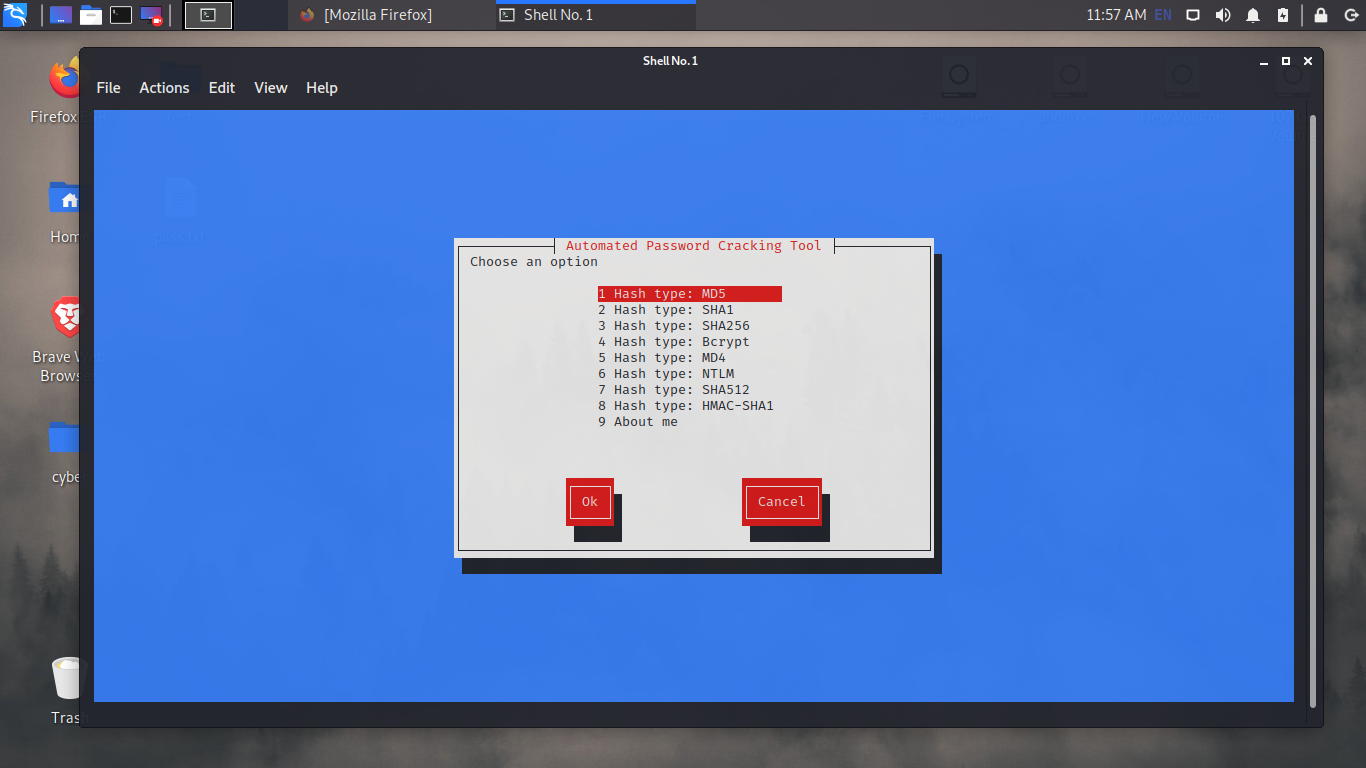 [Mozilla Firefox]
Shell No. 1
11:57 AM
EN
Shell No. 1
File Actions Edit View Help
Firefox
Home
Brave
Brows
cybe
Trash
Automated Password Cracking Tool
Choose an option
1 Hash type: MD5
2 Hash type: SHA1
3 Hash type: SHA256
4 Hash type: Bcrypt
5 Hash type: MD4
6 Hash type: NTLM
7 Hash type: SHA512
8 Hash type: HMAC-SHA1
9 About me
Ok
Cancel